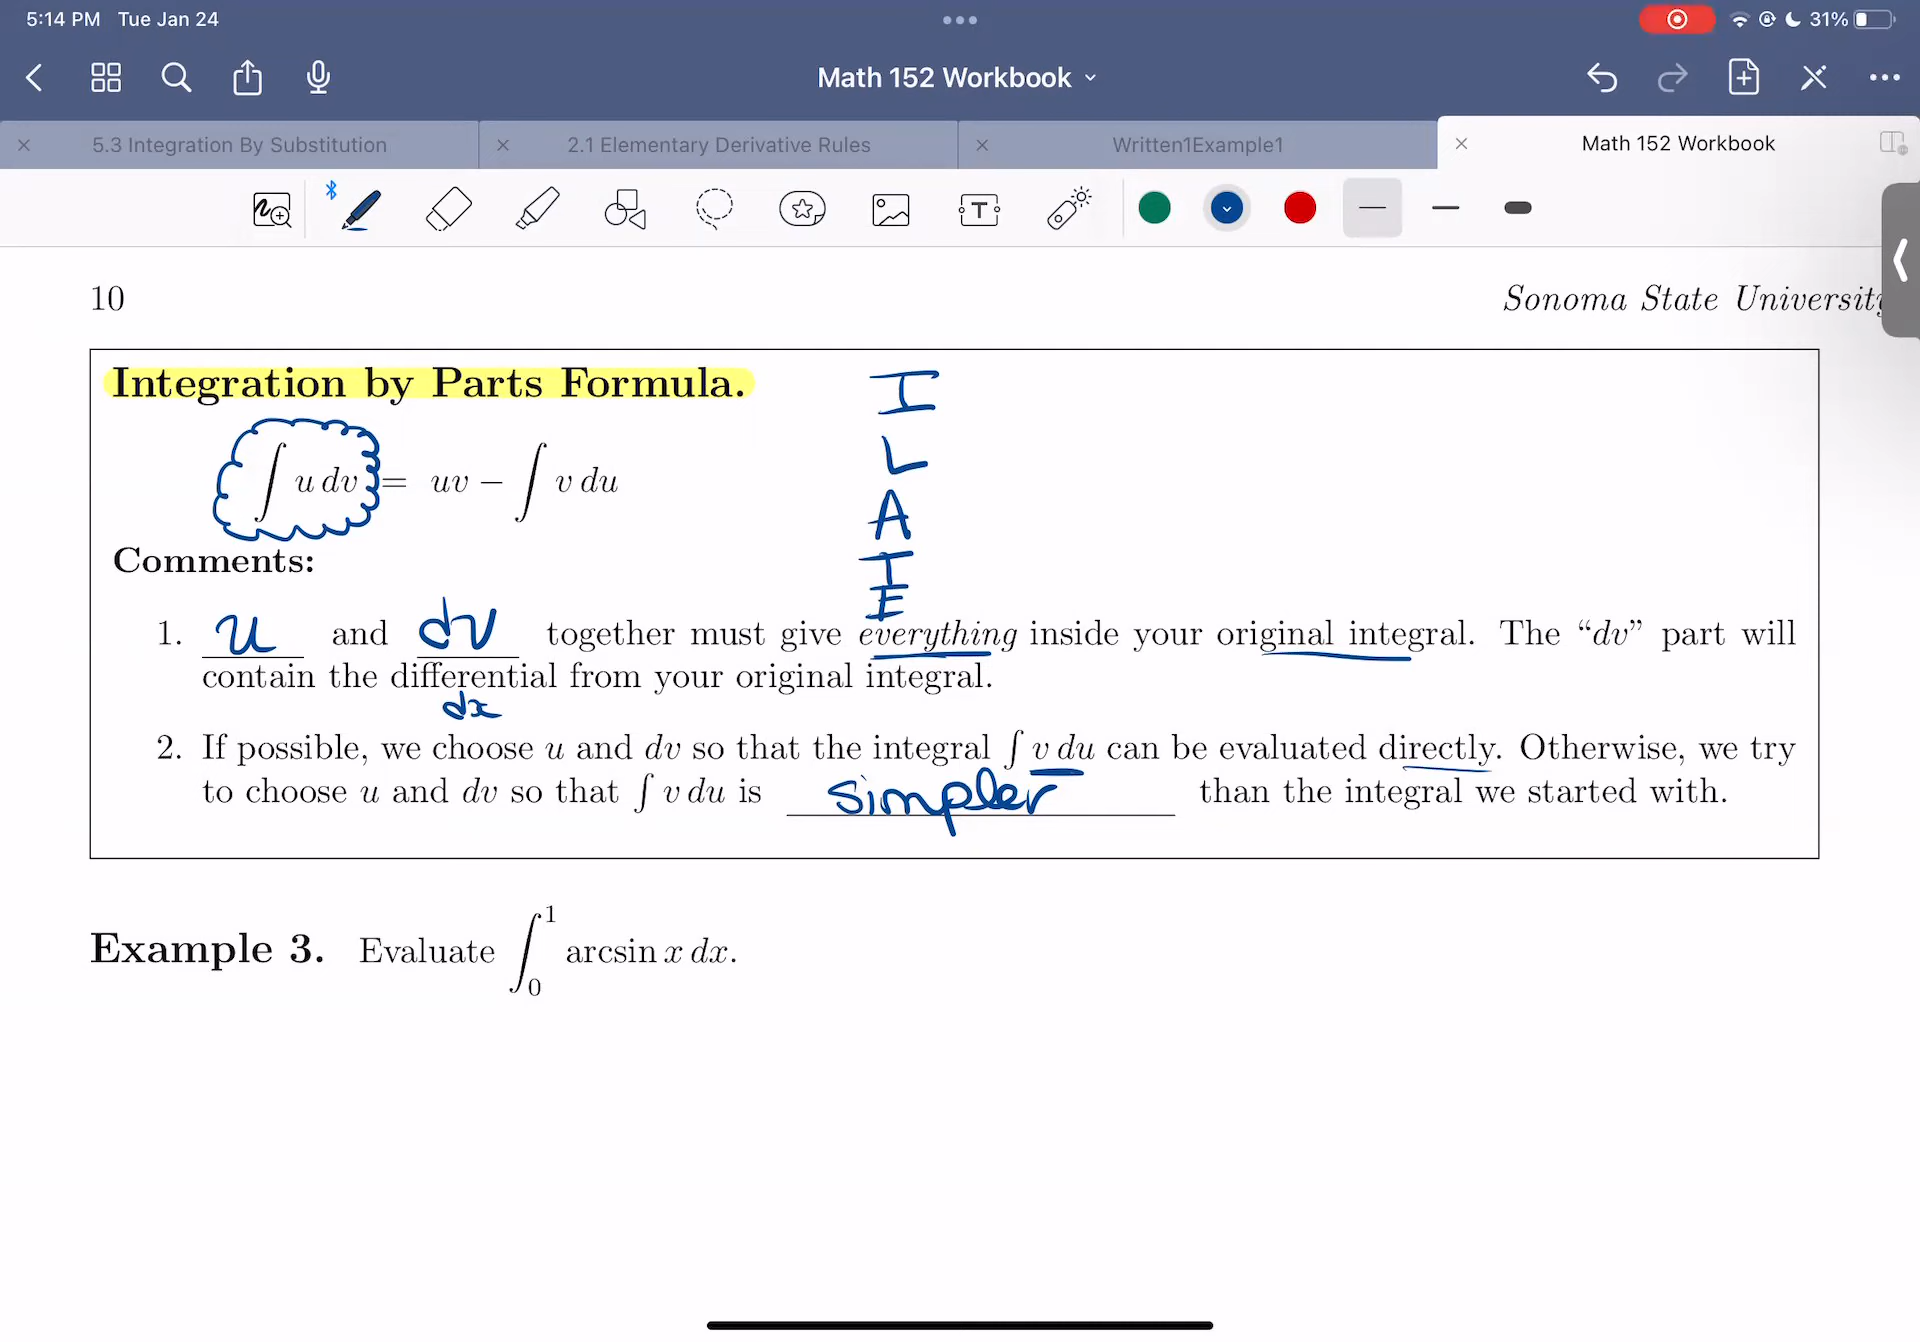 5:14 PM Tue Jan 24
31%
Math 152 Workbook
5.3 Integration By Substitution
2.1 Elementary Derivative Rules
Written1Example1
Math 152 Workbook
T
10 Sonoma State University
Integration by Parts Formula.
∫ u dv = uv − ∫ v du
I
L
A
T
E
Comments:
1. u and dv together must give everything inside your original integral. The “dv” part will
contain the differential from your original integral.
dx
2. If possible, we choose u and dv so that the integral ∫ v du can be evaluated directly. Otherwise, we try
to choose u and dv so that ∫ v du is simpler than the integral we started with.
Example 3. Evaluate ∫₀¹ arcsin x dx.